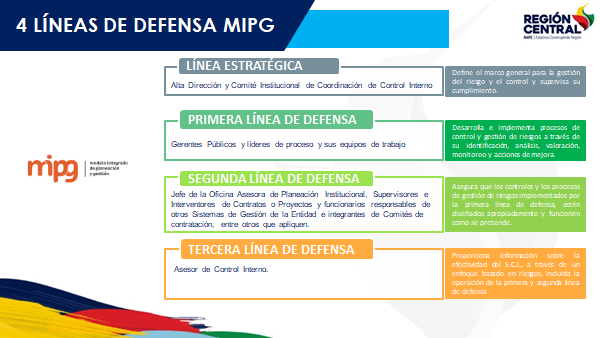 4 LÍNEAS DE DEFENSA MIPG
REGIÓN
CENTRAL
RAPE | Estamos Construyendo Región
LÍNEA ESTRATÉGICA
Alta Dirección y Comité Institucional de Coordinación de Control Interno
Define el marco general para la gestión
del riesgo y el control y supervisa su
cumplimiento.
PRIMERA LÍNEA DE DEFENSA
Gerentes Públicos y líderes de proceso y sus equipos de trabajo
Desarrolla e implementa procesos de
control y gestión de riesgos a través de
su identificación, análisis, valoración,
monitoreo y acciones de mejora.
mipg
modelo integrado
de planeación
y gestión
SEGUNDA LÍNEA DE DEFENSA
Jefe de la Oficina Asesora de Planeación Institucional, Supervisores e
Interventores de Contratos o Proyectos y funcionarios responsables de
otros Sistemas de Gestión de la Entidad e integrantes de Comités de
contratación, entre otros que apliquen.
Asegura que los controles y los procesos
de gestión de riesgos implementados por
la primera línea de defensa, estén
diseñados apropiadamente y funcionen
como se pretende.
TERCERA LÍNEA DE DEFENSA
Asesor de Control Interno.
Proporciona información sobre la
efectividad del S.C.I., a través de un
enfoque basado en riesgos, incluida la
operación de la primera y segunda línea
de defensa